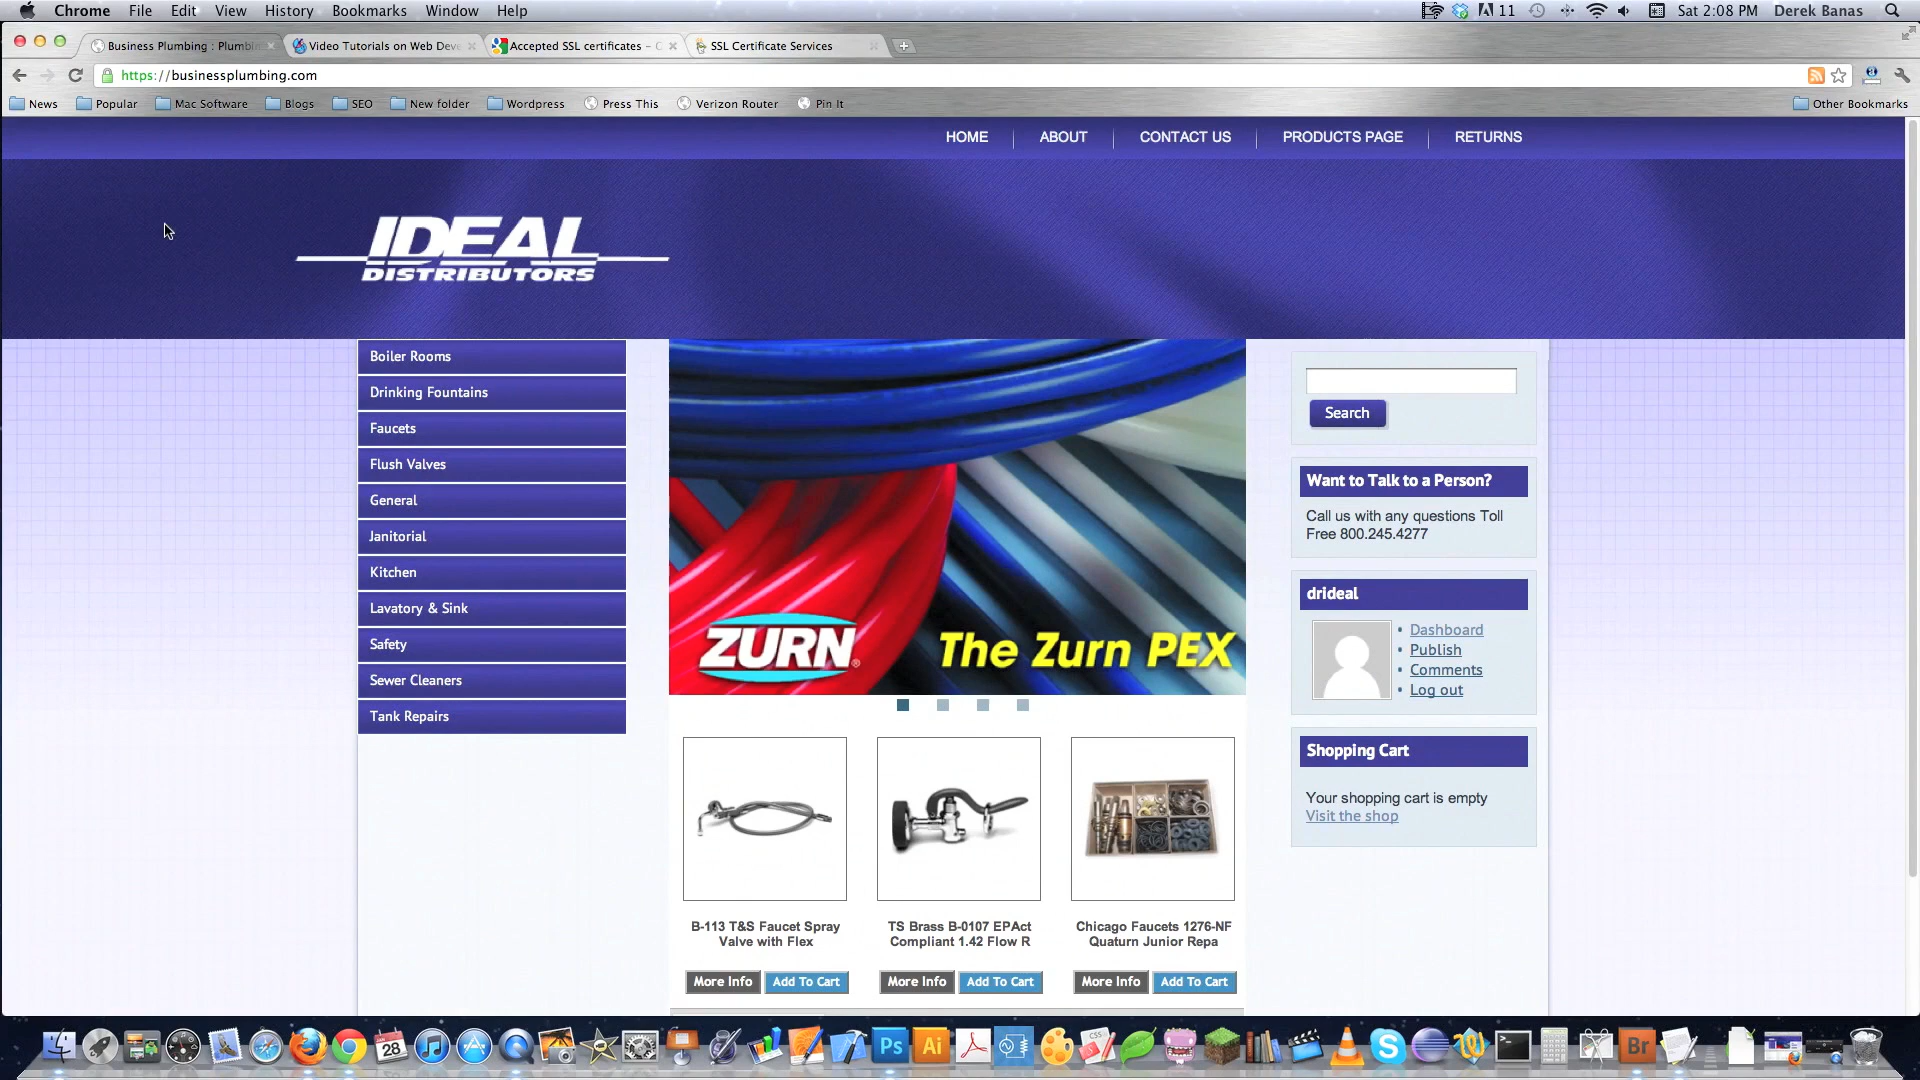 Chrome File Edit View History Bookmarks Window Help
11 Sat 2:08 PM Derek Banas
Business Plumbing : Plumbi
Video Tutorials on Web Deve
Accepted SSL certificates – C
SSL Certificate Services
https://businessplumbing.com
News Popular Mac Software Blogs SEO New folder Wordpress Press This Verizon Router Pin It Other Bookmarks
HOME ABOUT CONTACT US PRODUCTS PAGE RETURNS
IDEAL
DISTRIBUTORS
Boiler Rooms
Drinking Fountains
Faucets
Flush Valves
General
Janitorial
Kitchen
Lavatory & Sink
Safety
Sewer Cleaners
Tank Repairs
ZURN®
The Zurn PEX
Search
Want to Talk to a Person?
Call us with any questions Toll
Free 800.245.4277
drideal
• Dashboard
• Publish
• Comments
• Log out
Shopping Cart
Your shopping cart is empty
Visit the shop
B-113 T&S Faucet Spray
Valve with Flex
More Info Add To Cart
TS Brass B-0107 EPAct
Compliant 1.42 Flow R
More Info Add To Cart
Chicago Faucets 1276-NF
Quaturn Junior Repa
More Info Add To Cart
28
Ps
Ai
Br